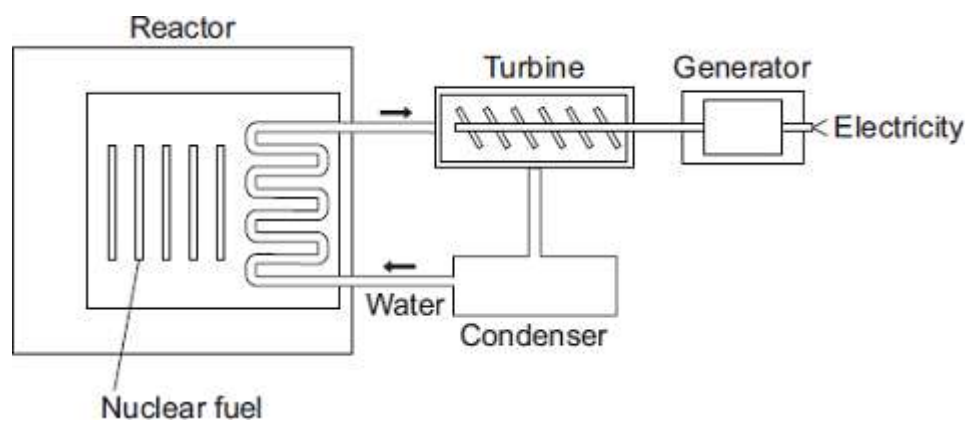 Reactor
Turbine
Generator
Electricity
Water
Condenser
Nuclear fuel